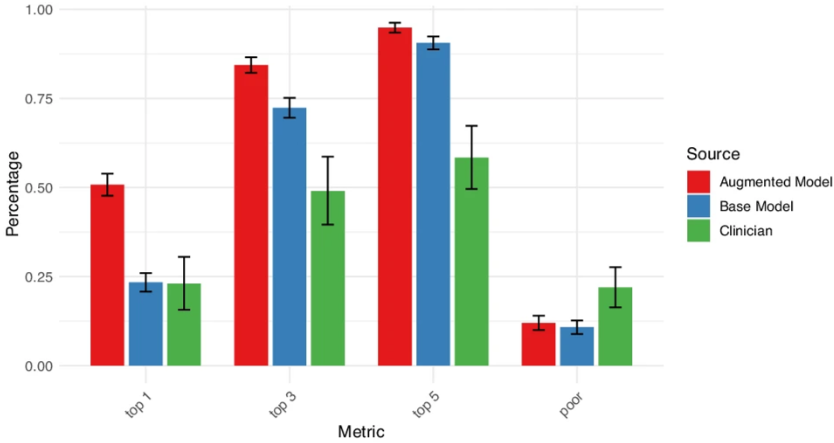 1.00
0.75
0.50
0.25
0.00
Percentage
top 1
top 3
top 5
poor
Metric
Source
Augmented Model
Base Model
Clinician